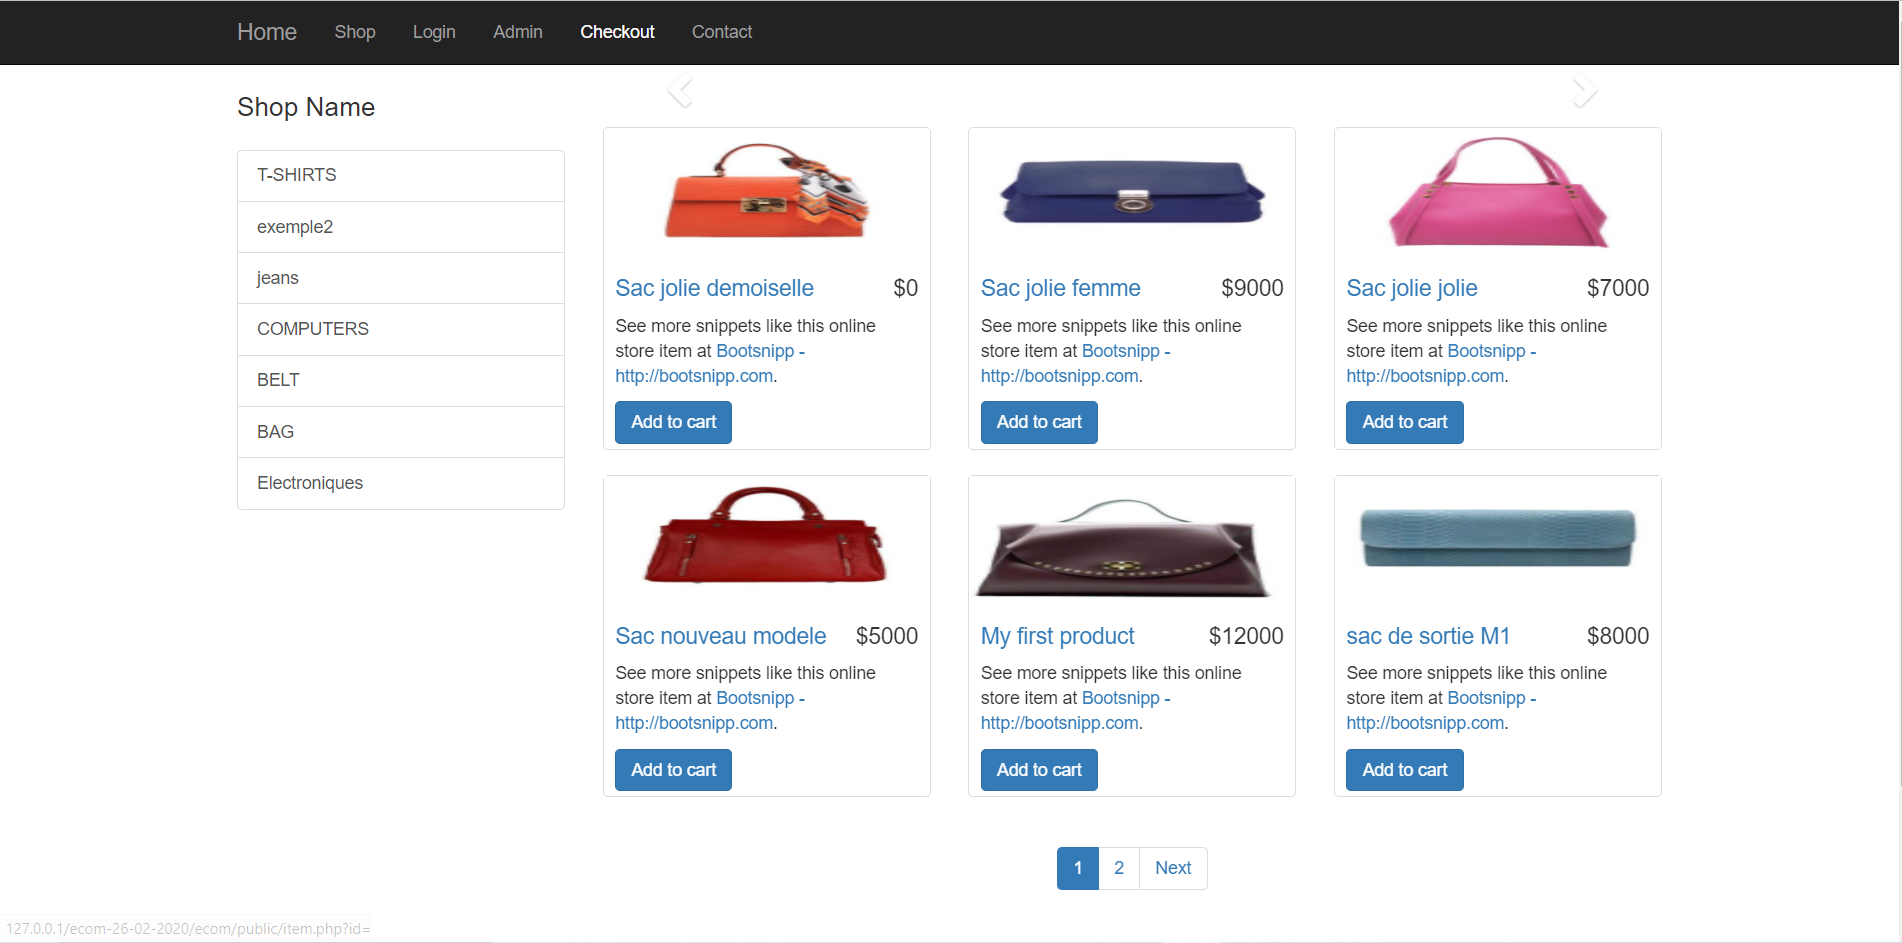 Home Shop Login Admin Checkout Contact
Shop Name
T-SHIRTS
exemple2
jeans
COMPUTERS
BELT
BAG
Electroniques
Sac jolie demoiselle $0
See more snippets like this online
store item at Bootsnipp -
http://bootsnipp.com.
Add to cart
Sac jolie femme $9000
See more snippets like this online
store item at Bootsnipp -
http://bootsnipp.com.
Add to cart
Sac jolie jolie $7000
See more snippets like this online
store item at Bootsnipp -
http://bootsnipp.com.
Add to cart
Sac nouveau modele $5000
See more snippets like this online
store item at Bootsnipp -
http://bootsnipp.com.
Add to cart
My first product $12000
See more snippets like this online
store item at Bootsnipp -
http://bootsnipp.com.
Add to cart
sac de sortie M1 $8000
See more snippets like this online
store item at Bootsnipp -
http://bootsnipp.com.
Add to cart
1 2 Next
127.0.0.1/ecom-26-02-2020/ecom/public/item.php?id=